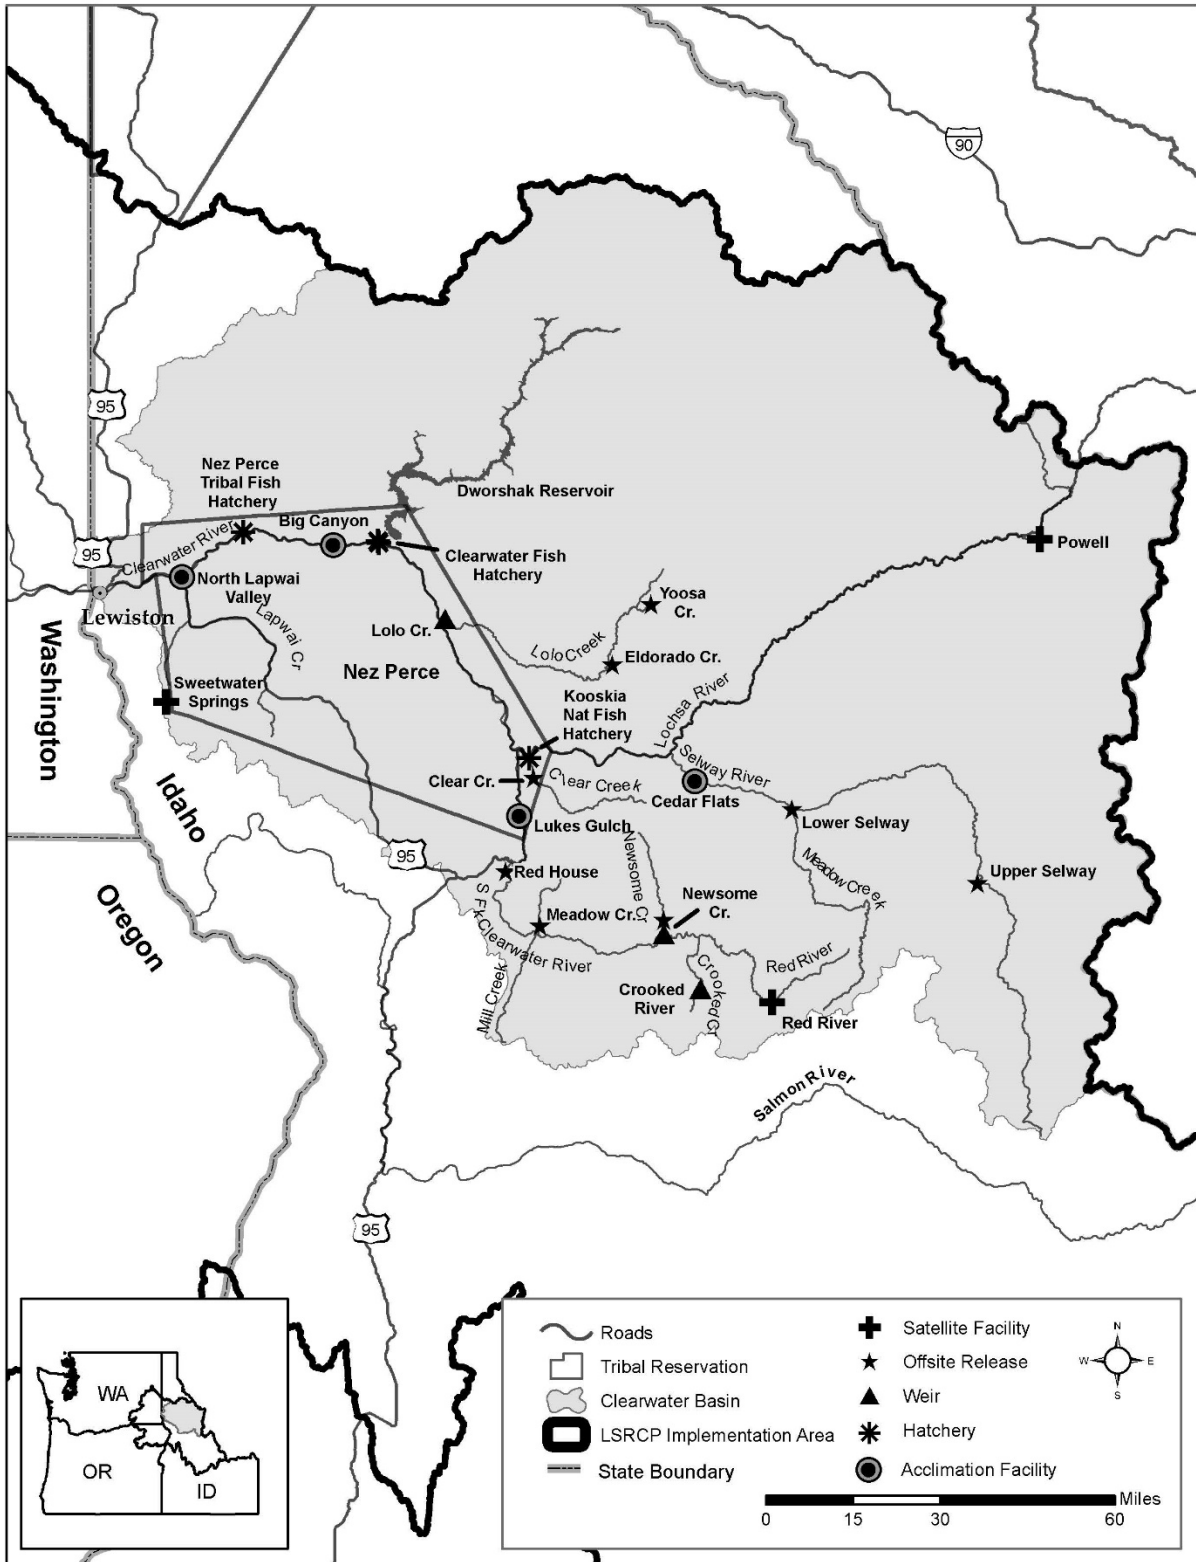 90
95
Nez Perce
Tribal Fish
Hatchery
Dworshak Reservoir
Big Canyon
95
Clearwater River
Clearwater Fish
Hatchery
Powell
North Lapwai
Valley
Lewiston
Yoosa
Cr.
Lapwai Cr
Lolo Cr.
Lolo Creek
Eldorado Cr.
Washington
Nez Perce
Sweetwater
Springs
Kooskia
Nat Fish
Hatchery
Lochsa River
Selway River
Clear Cr.
Clear Creek
Cedar Flats
Idaho
Lukes Gulch
Lower Selway
95
Newsome Cr
Meadow Creek
Red House
Upper Selway
Oregon
S Fk Clearwater River
Meadow Cr.
Newsome
Cr.
Mill Creek
Red River
Crooked
River
Crooked Cr
Red River
Salmon River
95
WA
OR
ID
Roads
Tribal Reservation
Clearwater Basin
LSRCP Implementation Area
State Boundary
Satellite Facility
Offsite Release
Weir
Hatchery
Acclimation Facility
N
W
E
S
Miles
0
15
30
60